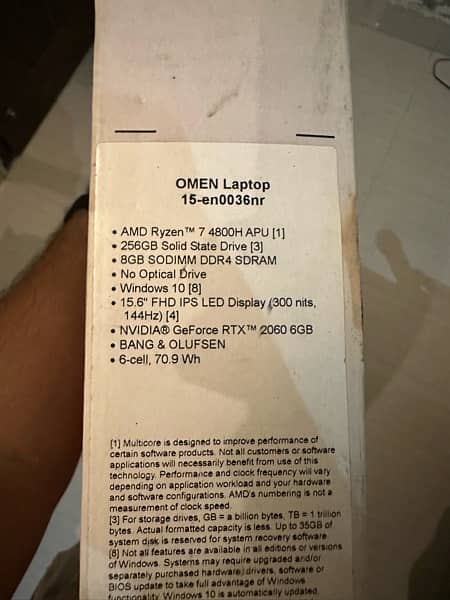 OMEN Laptop
15-en0036nr
• AMD Ryzen™ 7 4800H APU [1]
• 256GB Solid State Drive [3]
• 8GB SODIMM DDR4 SDRAM
• No Optical Drive
• Windows 10 [8]
• 15.6" FHD IPS LED Display (300 nits,
144Hz) [4]
• NVIDIA® GeForce RTX™ 2060 6GB
• BANG & OLUFSEN
• 6-cell, 70.9 Wh
[1] Multicore is designed to improve performance of
certain software products. Not all customers or software
applications will necessarily benefit from use of this
technology. Performance and clock frequency will vary
depending on application workload and your hardware
and software configurations. AMD's numbering is not a
measurement of clock speed.
[3] For storage drives, GB = a billion bytes, TB = 1 trillion
bytes. Actual formatted capacity is less. Up to 35GB of
system disk is reserved for system recovery software.
[8] Not all features are available in all editions or versions
of Windows. Systems may require upgraded and/or
separately purchased hardware, drivers, software or
BIOS update to take full advantage of Windows
functionality. Windows 10 is automatically updated,